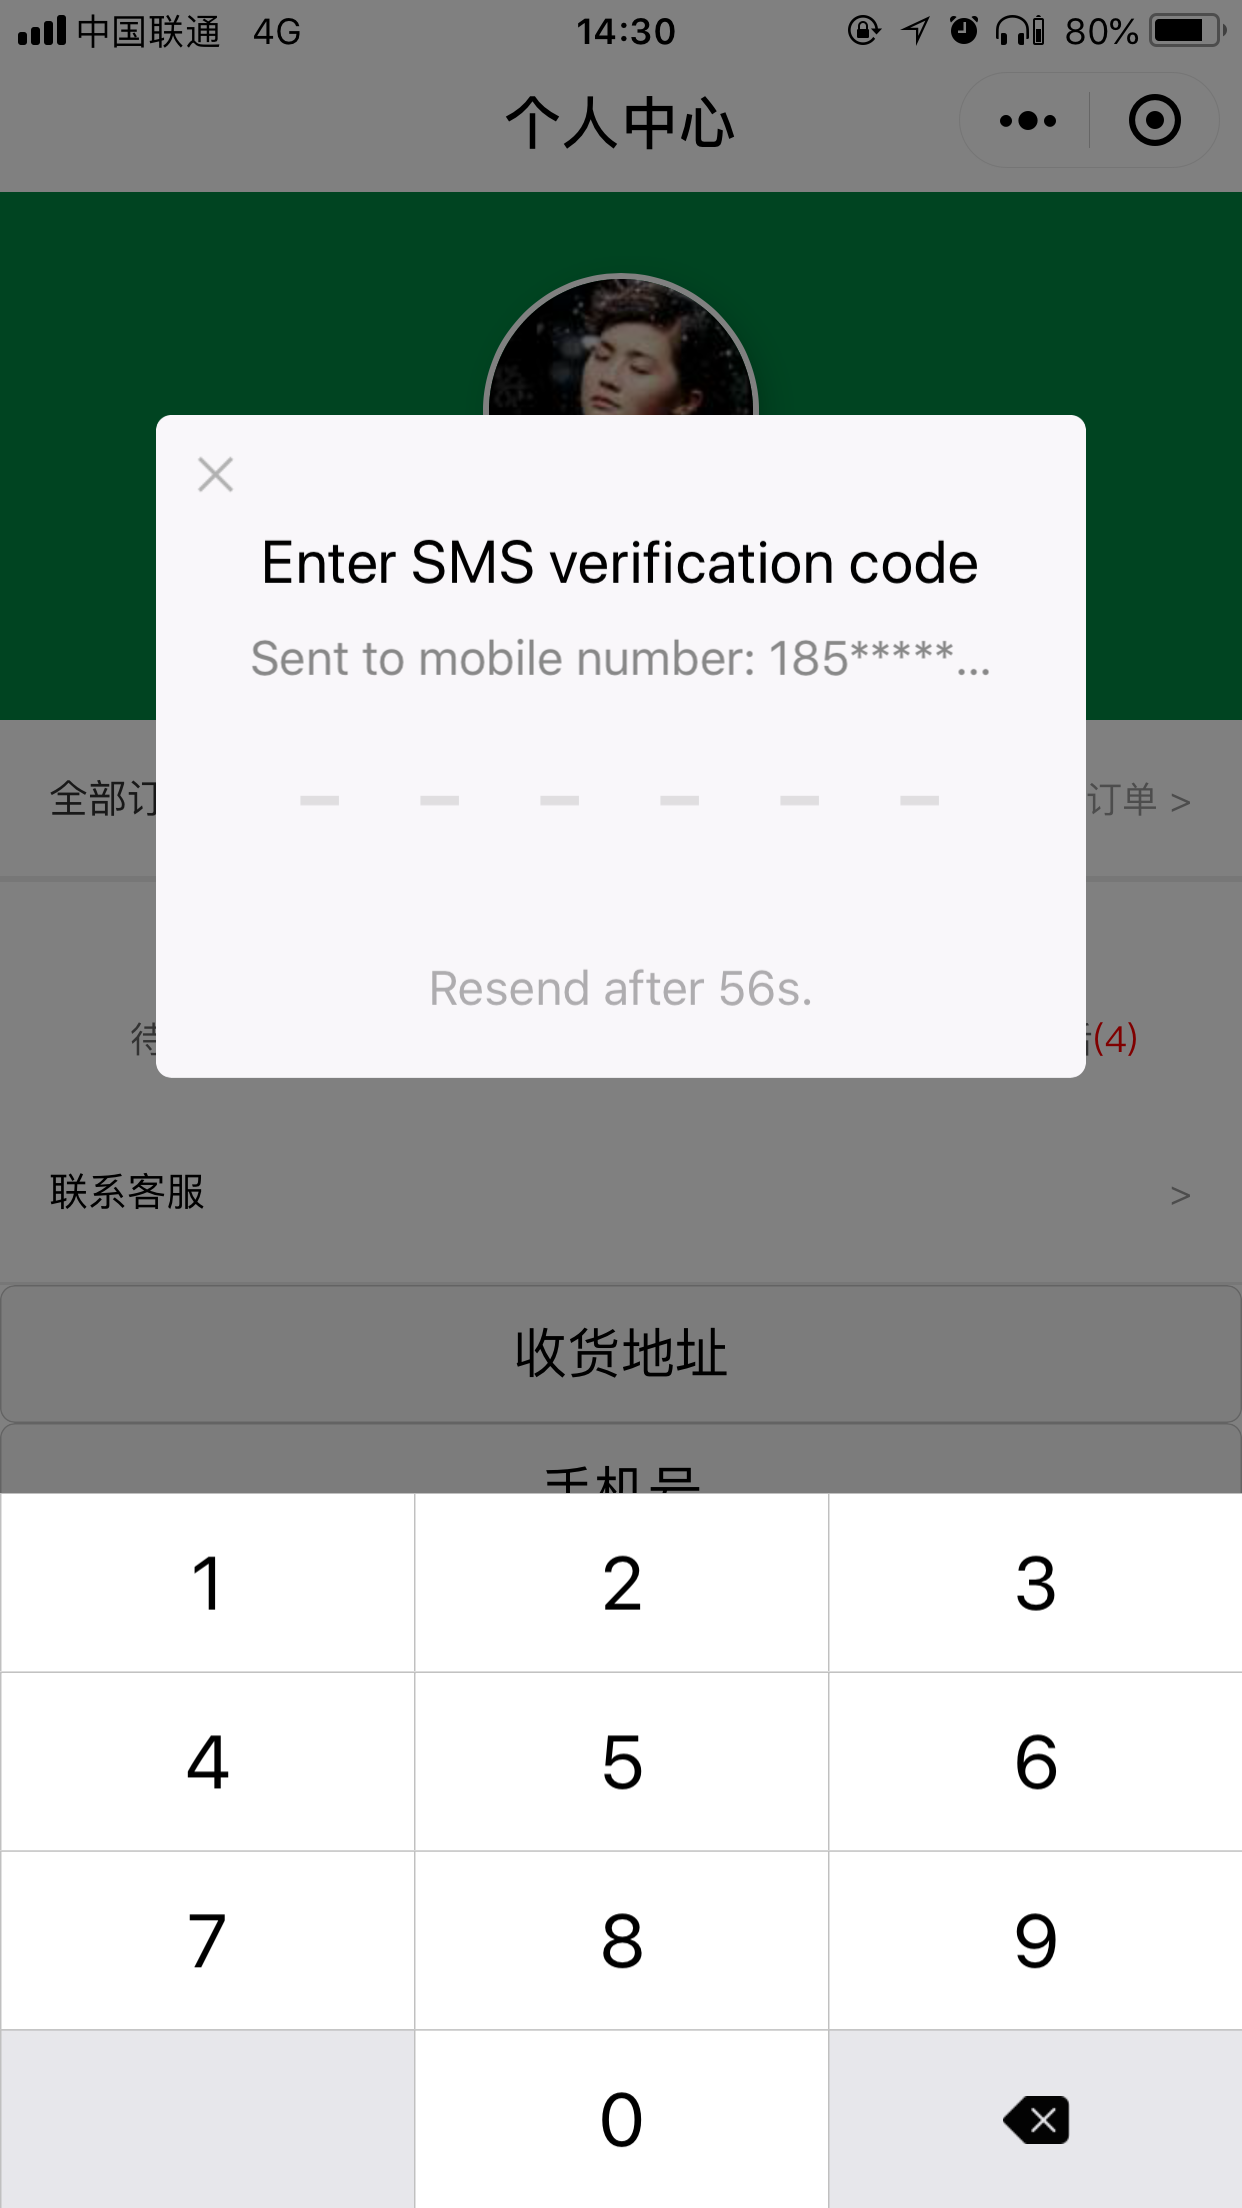 中国联通 4G 14:30 80%
个人中心
Enter SMS verification code
Sent to mobile number: 185*****...
全部订
订单 >
Resend after 56s.
待
(4)
联系客服 >
收货地址
手机号
1 2 3
4 5 6
7 8 9
0